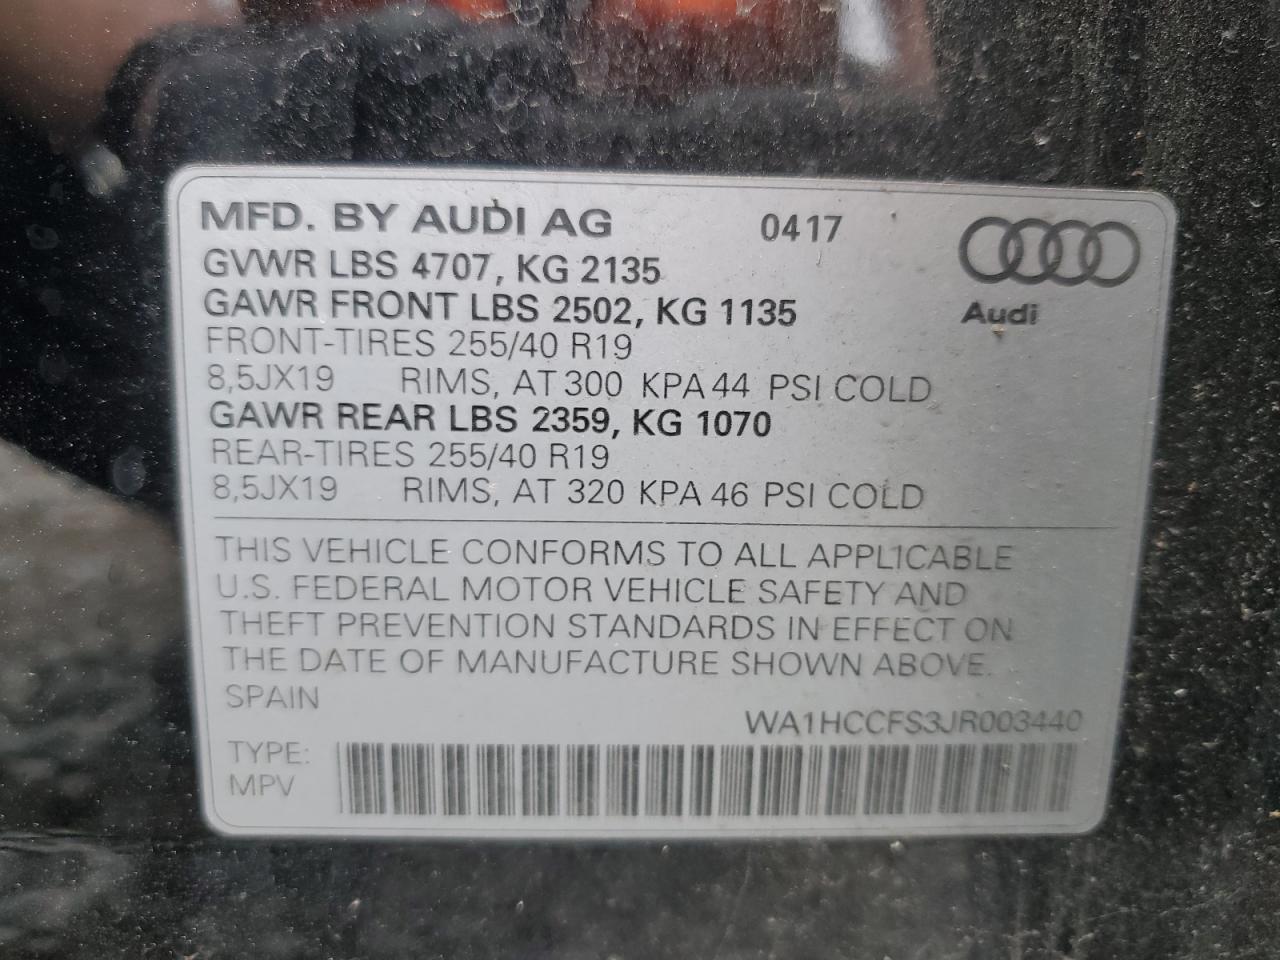 MFD. BY AUDI AG 0417
GVWR LBS 4707, KG 2135
GAWR FRONT LBS 2502, KG 1135
Audi
FRONT-TIRES 255/40 R19
8,5JX19 RIMS, AT 300 KPA 44 PSI COLD
GAWR REAR LBS 2359, KG 1070
REAR-TIRES 255/40 R19
8,5JX19 RIMS, AT 320 KPA 46 PSI COLD
THIS VEHICLE CONFORMS TO ALL APPLICABLE
U.S. FEDERAL MOTOR VEHICLE SAFETY AND
THEFT PREVENTION STANDARDS IN EFFECT ON
THE DATE OF MANUFACTURE SHOWN ABOVE.
SPAIN
WA1HCCFS3JR003440
TYPE:
MPV